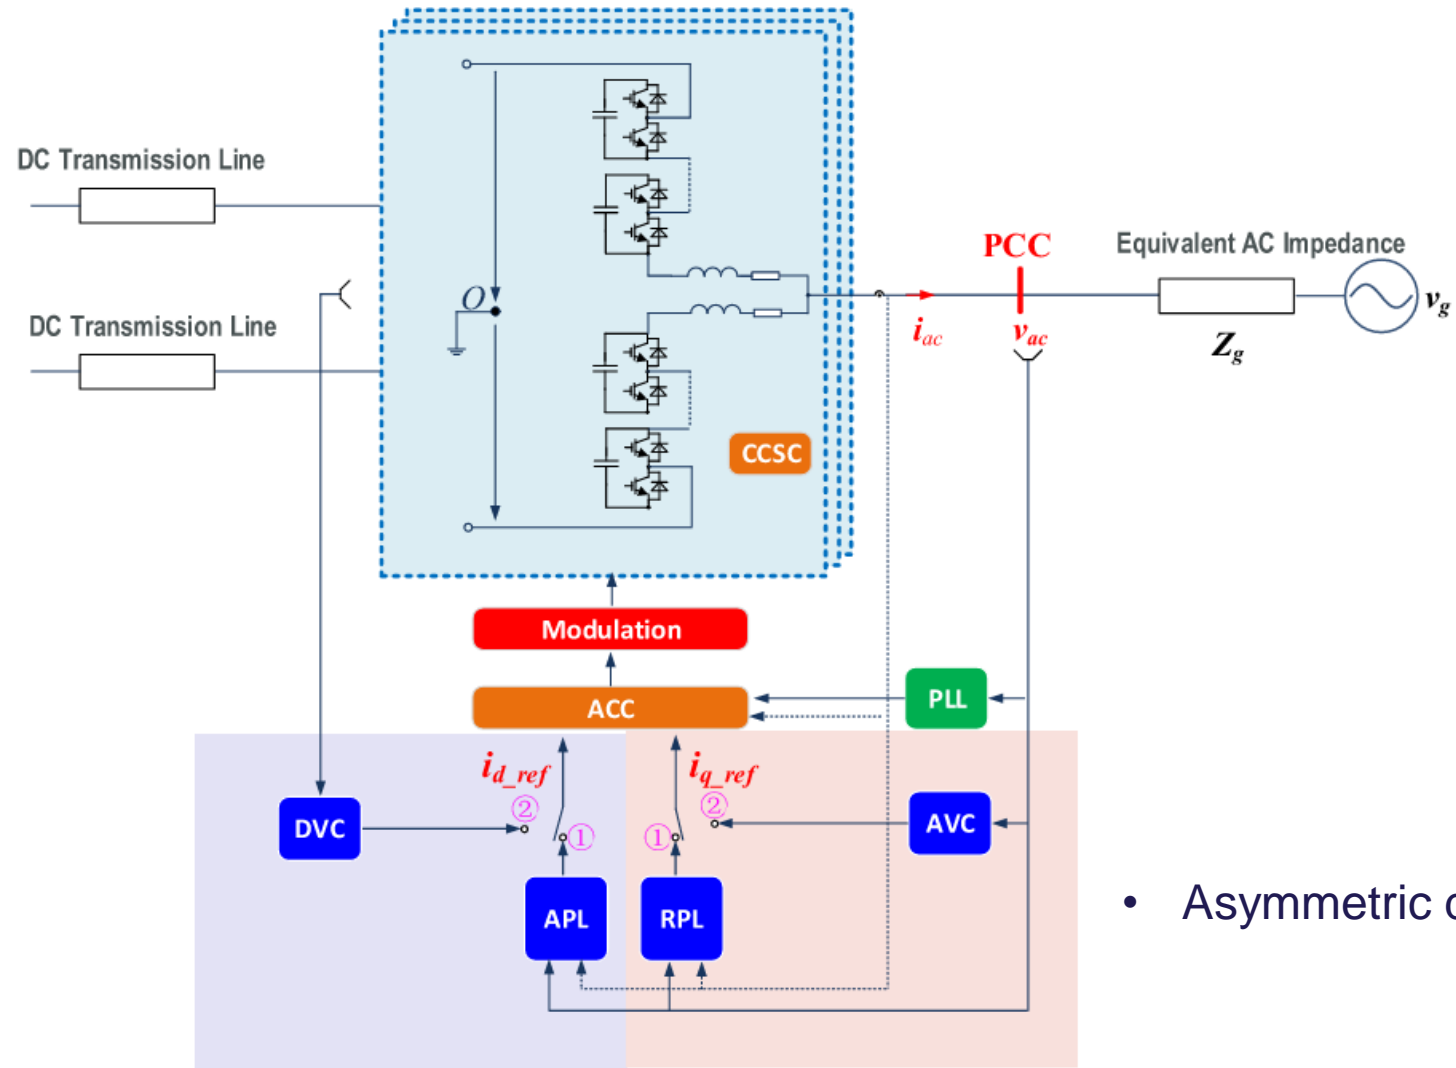 DC Transmission Line
DC Transmission Line
O
CCSC
PCC
Equivalent AC Impedance
i_ac
v_ac
Z_g
v_g
Modulation
ACC
PLL
i_d_ref
i_q_ref
②
①
①
②
DVC
AVC
APL
RPL
• Asymmetric